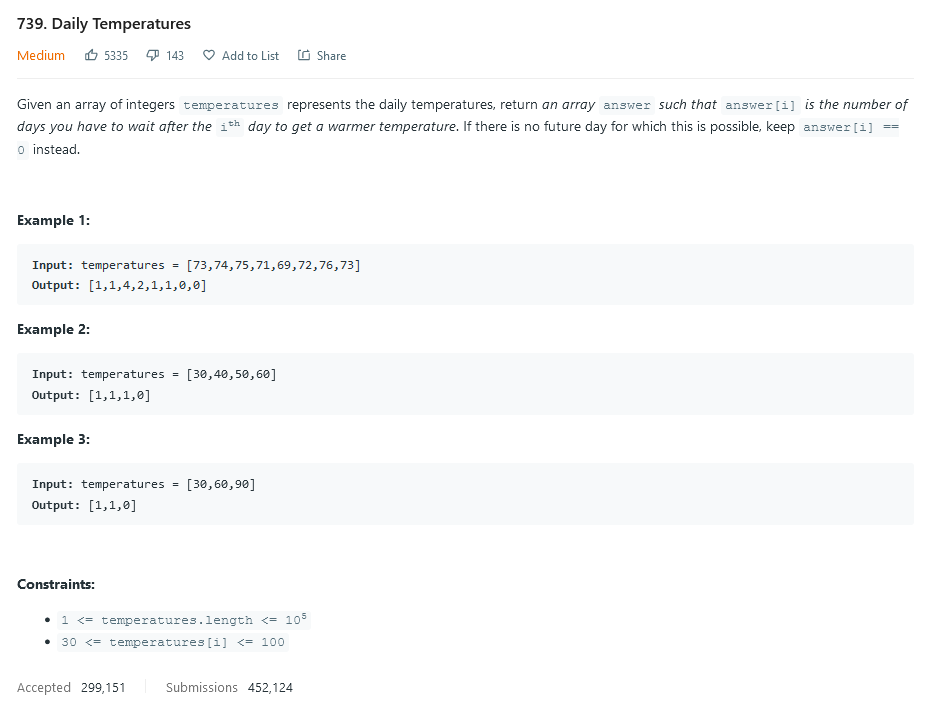 739. Daily Temperatures
Medium 5335 143 Add to List Share
Given an array of integers temperatures represents the daily temperatures, return an array answer such that answer[i] is the number of
days you have to wait after the ith day to get a warmer temperature. If there is no future day for which this is possible, keep answer[i] ==
0 instead.
Example 1:
Input: temperatures = [73,74,75,71,69,72,76,73]
Output: [1,1,4,2,1,1,0,0]
Example 2:
Input: temperatures = [30,40,50,60]
Output: [1,1,1,0]
Example 3:
Input: temperatures = [30,60,90]
Output: [1,1,0]
Constraints:
• 1 <= temperatures.length <= 10⁵
• 30 <= temperatures[i] <= 100
Accepted 299,151 Submissions 452,124